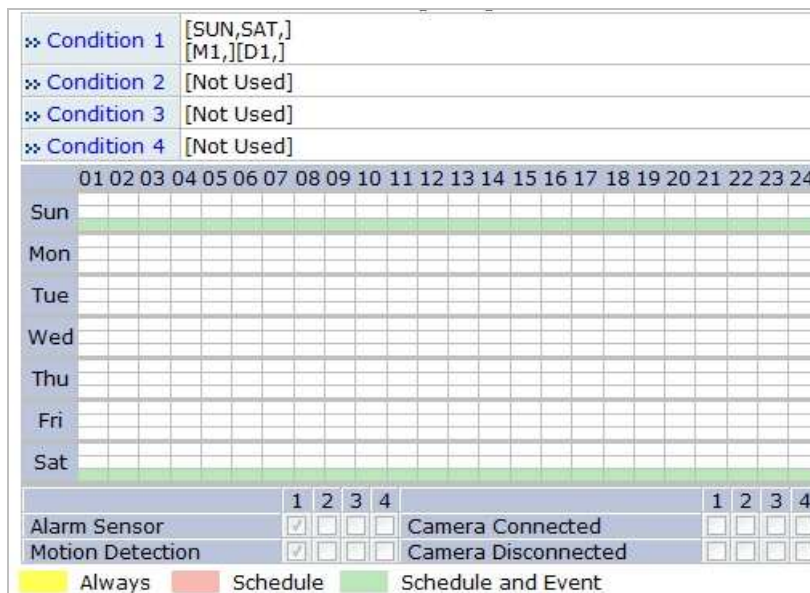 » Condition 1 [SUN,SAT,]
[M1,][D1,]
» Condition 2 [Not Used]
» Condition 3 [Not Used]
» Condition 4 [Not Used]
01 02 03 04 05 06 07 08 09 10 11 12 13 14 15 16 17 18 19 20 21 22 23 24
Sun
Mon
Tue
Wed
Thu
Fri
Sat
1 2 3 4 1 2 3 4
Alarm Sensor Camera Connected
Motion Detection Camera Disconnected
Always Schedule Schedule and Event